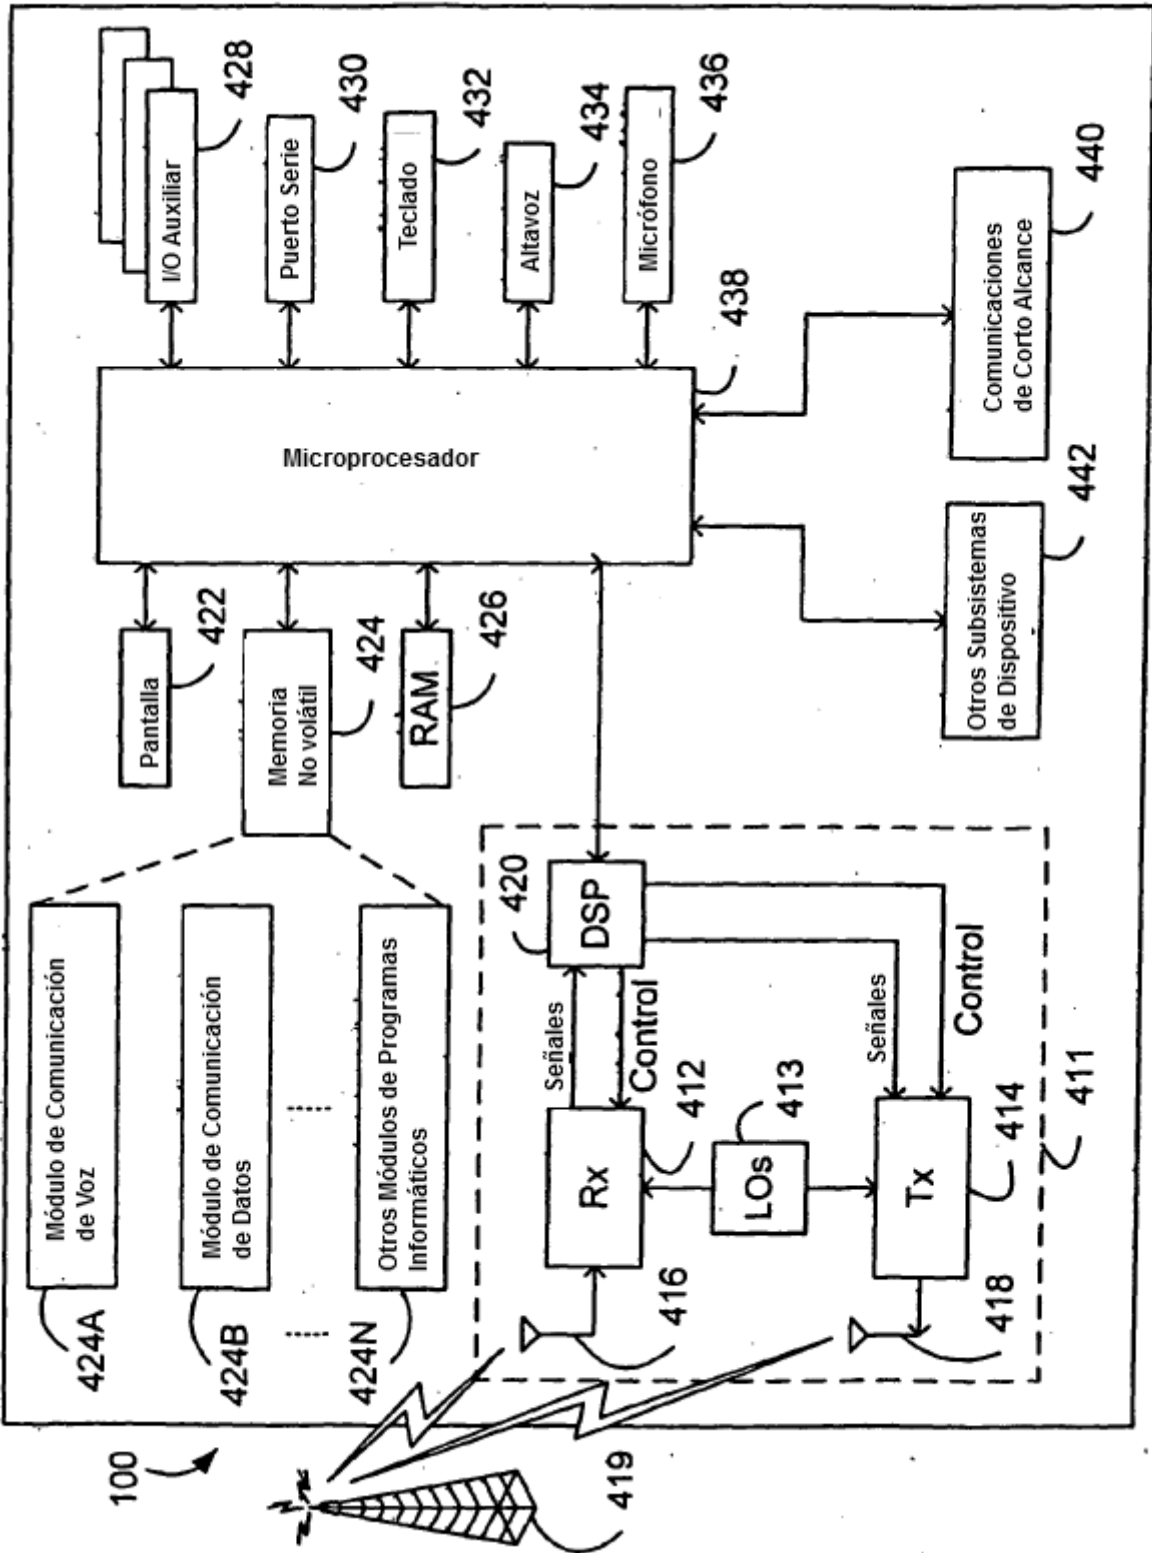 100
419
424A
Módulo de Comunicación
de Voz
424B
Módulo de Comunicación
de Datos
424N
Otros Módulos de Programas
Informáticos
Pantalla
422
Memoria
No volátil
424
RAM
426
Microprocesador
438
I/O Auxiliar
428
Puerto Serie
430
Teclado
432
Altavoz
434
Micrófono
436
Comunicaciones
de Corto Alcance
440
Otros Subsistemas
de Dispositivo
442
DSP
420
Señales
Control
Rx
412
LOs
413
Señales
Control
Tx
414
411
416
418